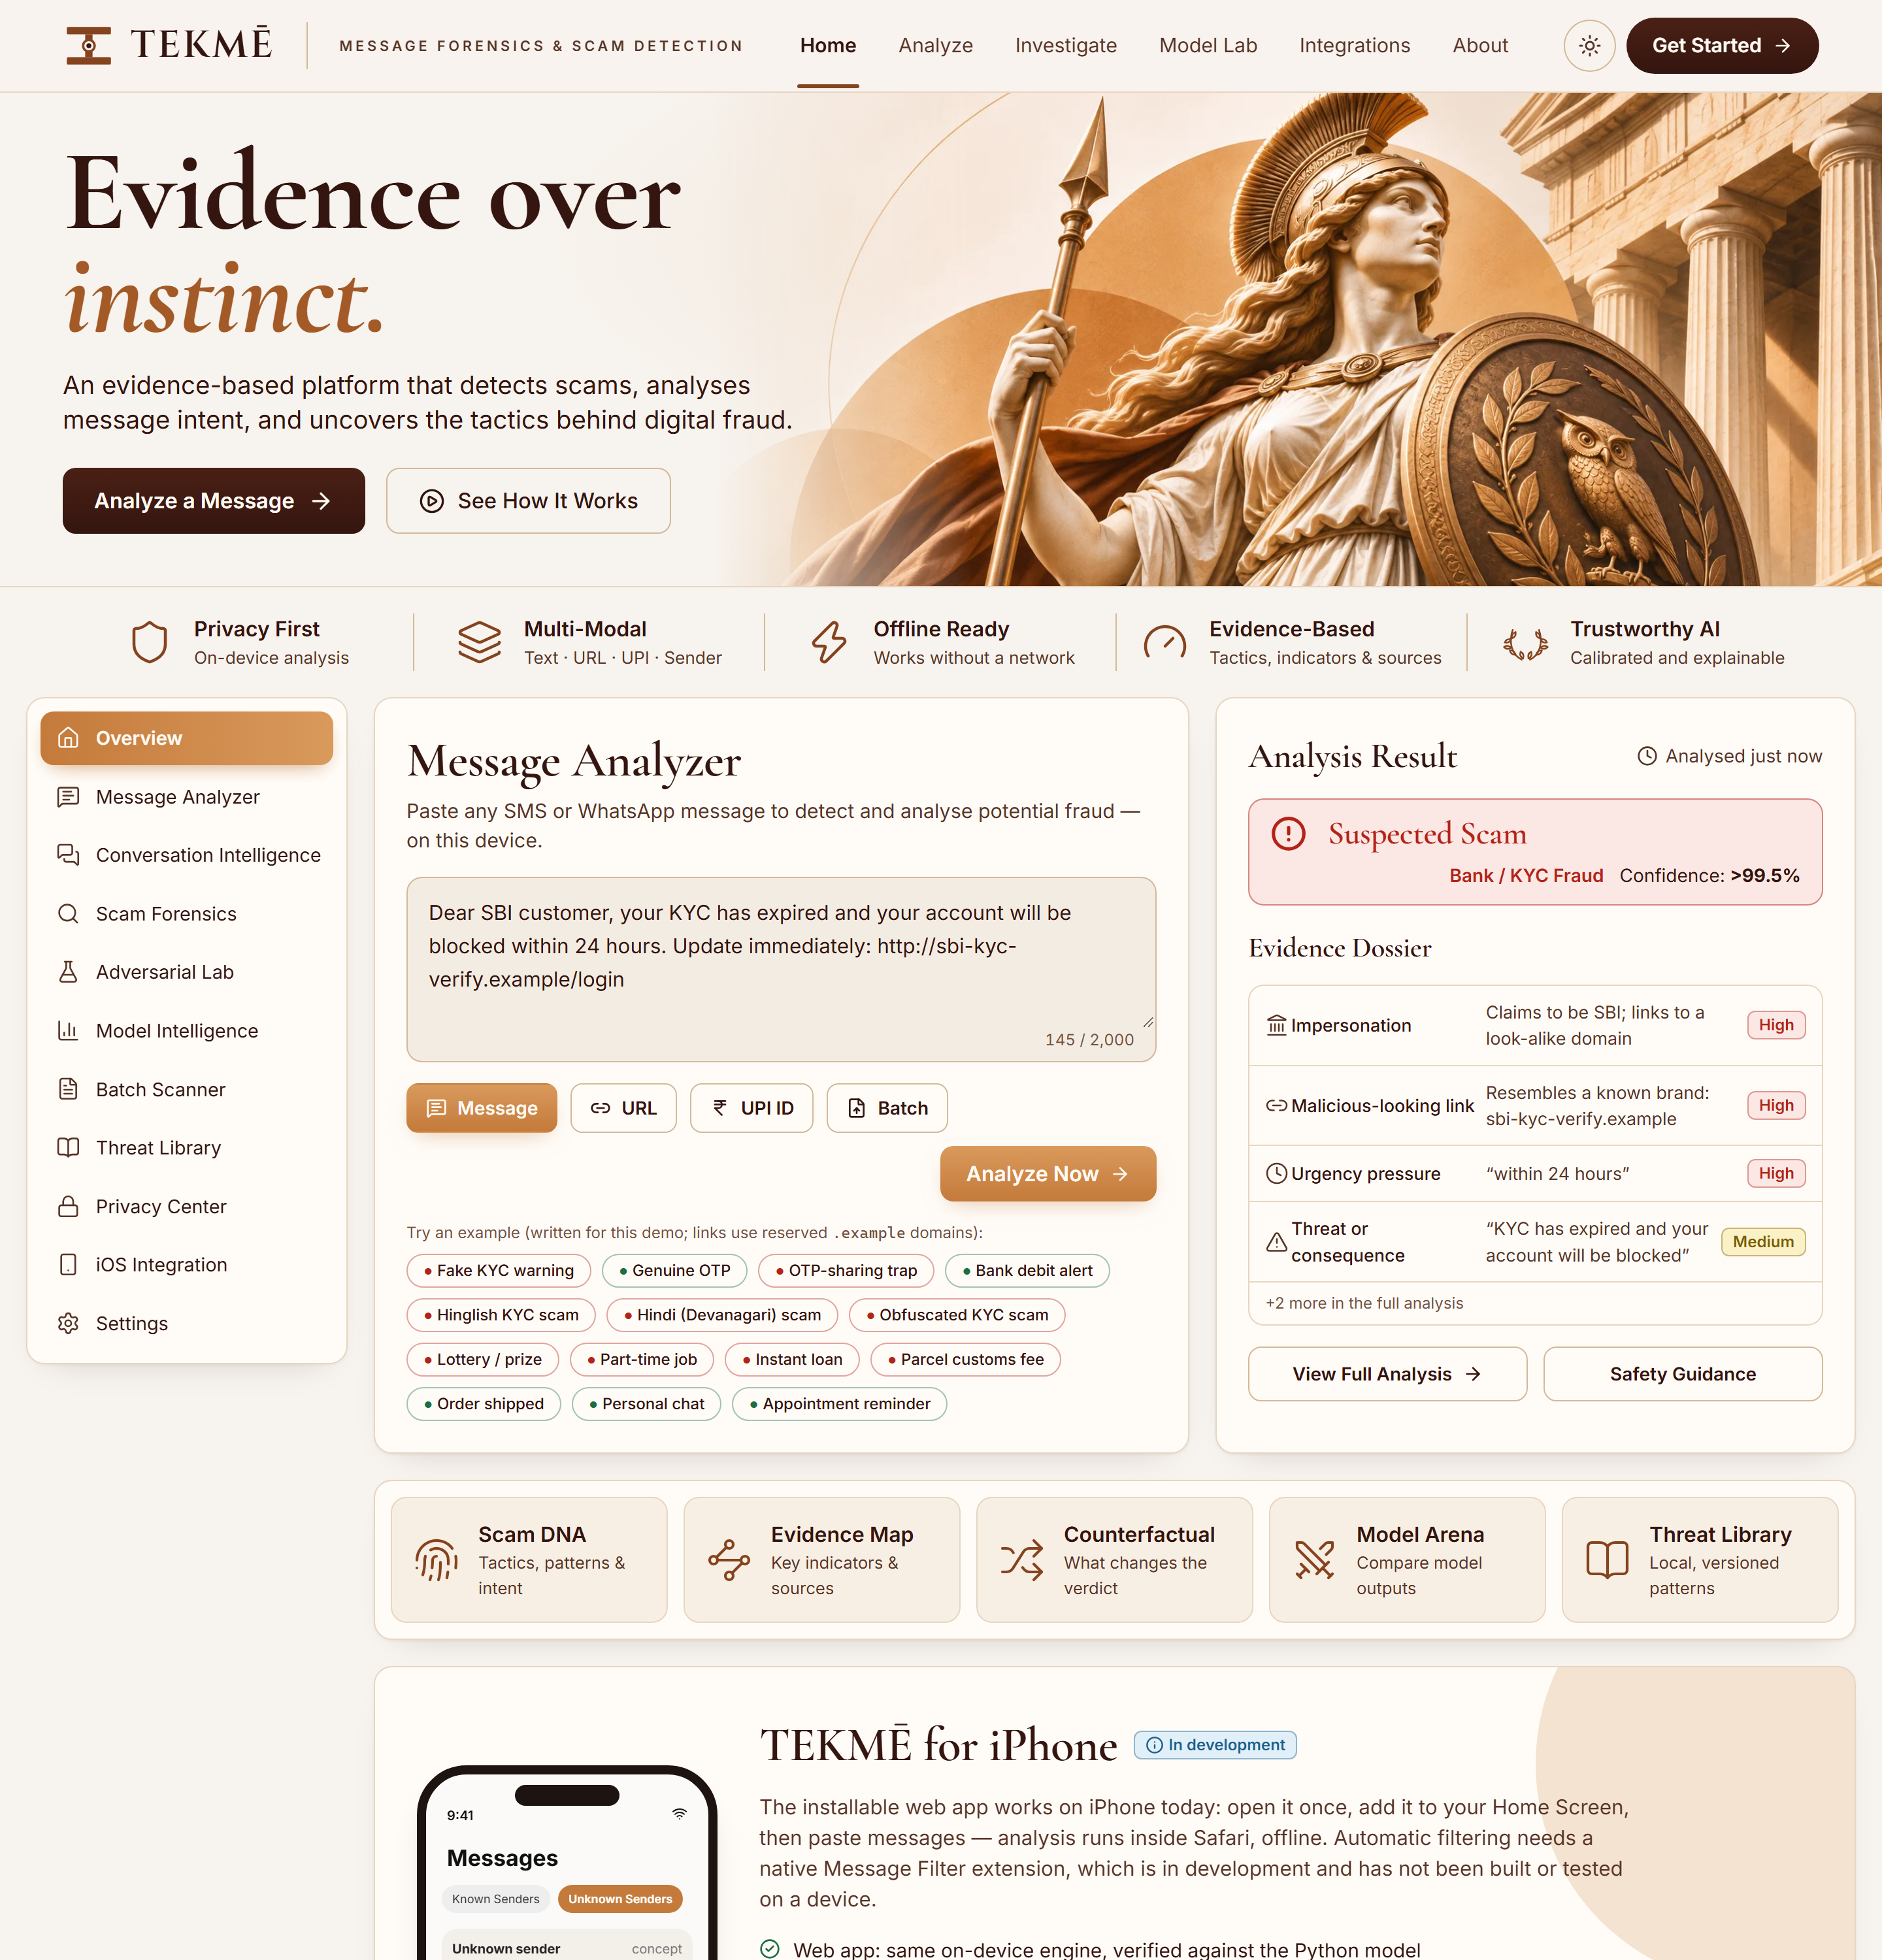 TEKMĒ
MESSAGE FORENSICS & SCAM DETECTION
Home
Analyze
Investigate
Model Lab
Integrations
About
Get Started
Evidence over
instinct.
An evidence-based platform that detects scams, analyses
message intent, and uncovers the tactics behind digital fraud.
Analyze a Message
See How It Works
Privacy First
On-device analysis
Multi-Modal
Text · URL · UPI · Sender
Offline Ready
Works without a network
Evidence-Based
Tactics, indicators & sources
Trustworthy AI
Calibrated and explainable
Overview
Message Analyzer
Conversation Intelligence
Scam Forensics
Adversarial Lab
Model Intelligence
Batch Scanner
Threat Library
Privacy Center
iOS Integration
Settings
Message Analyzer
Paste any SMS or WhatsApp message to detect and analyse potential fraud —
on this device.
Dear SBI customer, your KYC has expired and your account will be
blocked within 24 hours. Update immediately: http://sbi-kyc-
verify.example/login
145 / 2,000
Message
URL
₹ UPI ID
Batch
Analyze Now
Try an example (written for this demo; links use reserved .example domains):
Fake KYC warning
Genuine OTP
OTP-sharing trap
Bank debit alert
Hinglish KYC scam
Hindi (Devanagari) scam
Obfuscated KYC scam
Lottery / prize
Part-time job
Instant loan
Parcel customs fee
Order shipped
Personal chat
Appointment reminder
Analysis Result
Analysed just now
Suspected Scam
Bank / KYC Fraud Confidence: >99.5%
Evidence Dossier
Impersonation
Claims to be SBI; links to a
look-alike domain
High
Malicious-looking link
Resembles a known brand:
sbi-kyc-verify.example
High
Urgency pressure
“within 24 hours”
High
Threat or
consequence
“KYC has expired and your
account will be blocked”
Medium
+2 more in the full analysis
View Full Analysis
Safety Guidance
Scam DNA
Tactics, patterns &
intent
Evidence Map
Key indicators &
sources
Counterfactual
What changes the
verdict
Model Arena
Compare model
outputs
Threat Library
Local, versioned
patterns
TEKMĒ for iPhone
In development
The installable web app works on iPhone today: open it once, add it to your Home Screen,
then paste messages — analysis runs inside Safari, offline. Automatic filtering needs a
native Message Filter extension, which is in development and has not been built or tested
on a device.
Web app: same on-device engine, verified against the Python model
9:41
Messages
Known Senders
Unknown Senders
Unknown sender
concept